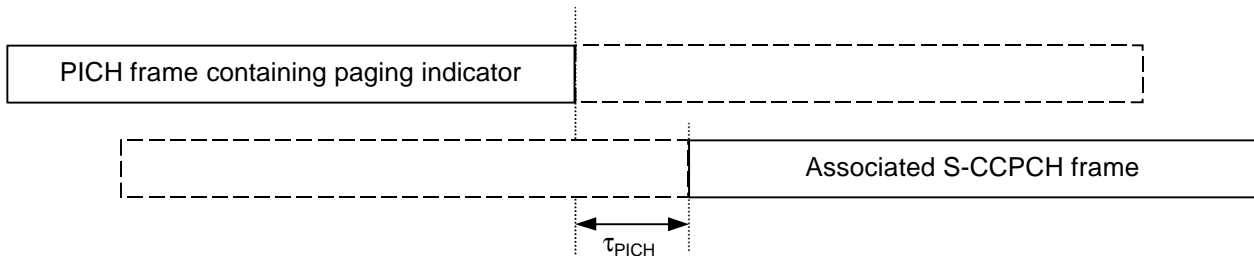 PICH frame containing paging indicator
Associated S-CCPCH frame
τPICH